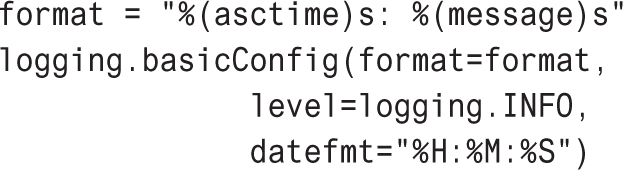 format = "%(asctime)s: %(message)s"
logging.basicConfig(format=format,
                    level=logging.INFO,
                    datefmt="%H:%M:%S")